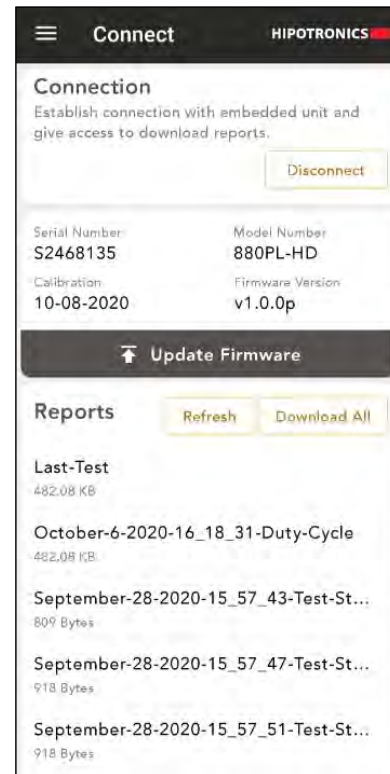 Connect
HIPOTRONICS
Connection
Establish connection with embedded unit and
give access to download reports.
Disconnect
Serial Number
Model Number
S2468135
880PL-HD
Calibration
Firmware Version
10-08-2020
v1.0.0p
Update Firmware
Reports
Refresh
Download All
Last-Test
482.08 KB
October-6-2020-16_18_31-Duty-Cycle
482.08 KB
September-28-2020-15_57_43-Test-St...
809 Bytes
September-28-2020-15_57_47-Test-St...
918 Bytes
September-28-2020-15_57_51-Test-St...
918 Bytes